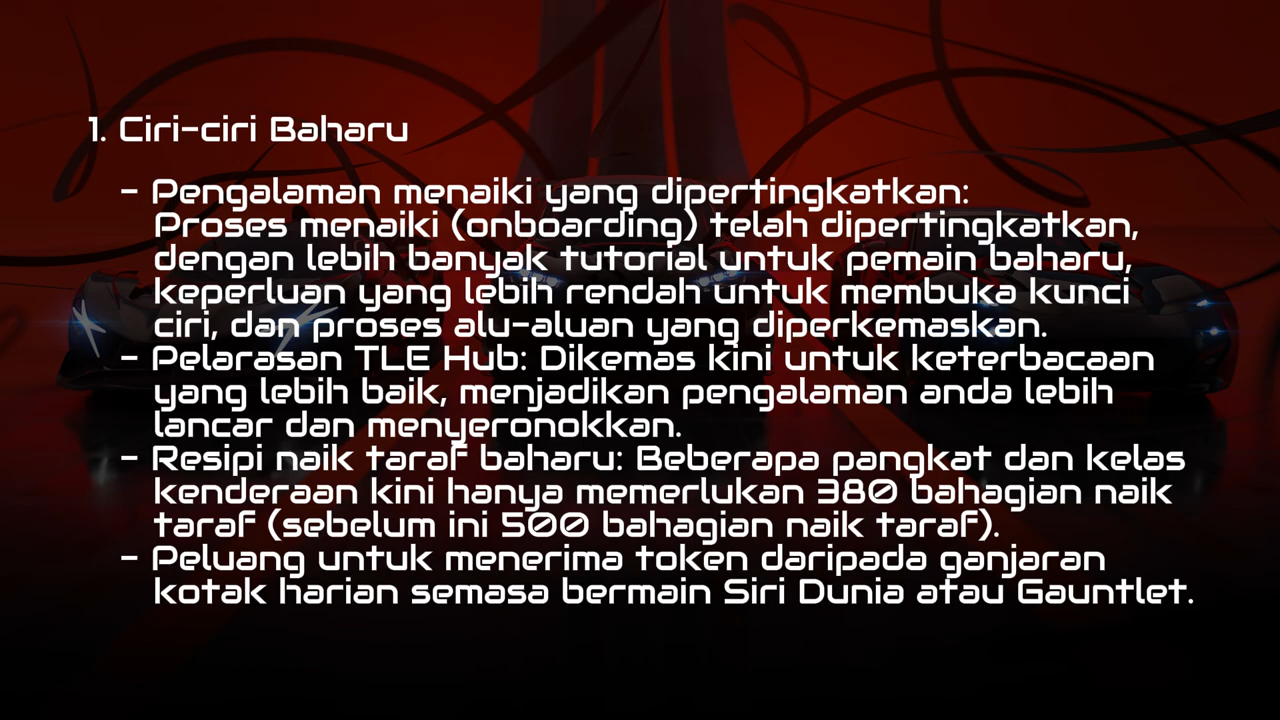 1. Ciri-ciri Baharu
- Pengalaman menaiki yang dipertingkatkan:
Proses menaiki (onboarding) telah dipertingkatkan,
dengan lebih banyak tutorial untuk pemain baharu,
keperluan yang lebih rendah untuk membuka kunci
ciri, dan proses alu-aluan yang diperkemaskan.
- Pelarasan TLE Hub: Dikemas kini untuk keterbacaan
yang lebih baik, menjadikan pengalaman anda lebih
lancar dan menyeronokkan.
- Resipi naik taraf baharu: Beberapa pangkat dan kelas
kenderaan kini hanya memerlukan 380 bahagian naik
taraf (sebelum ini 500 bahagian naik taraf).
- Peluang untuk menerima token daripada ganjaran
kotak harian semasa bermain Siri Dunia atau Gauntlet.